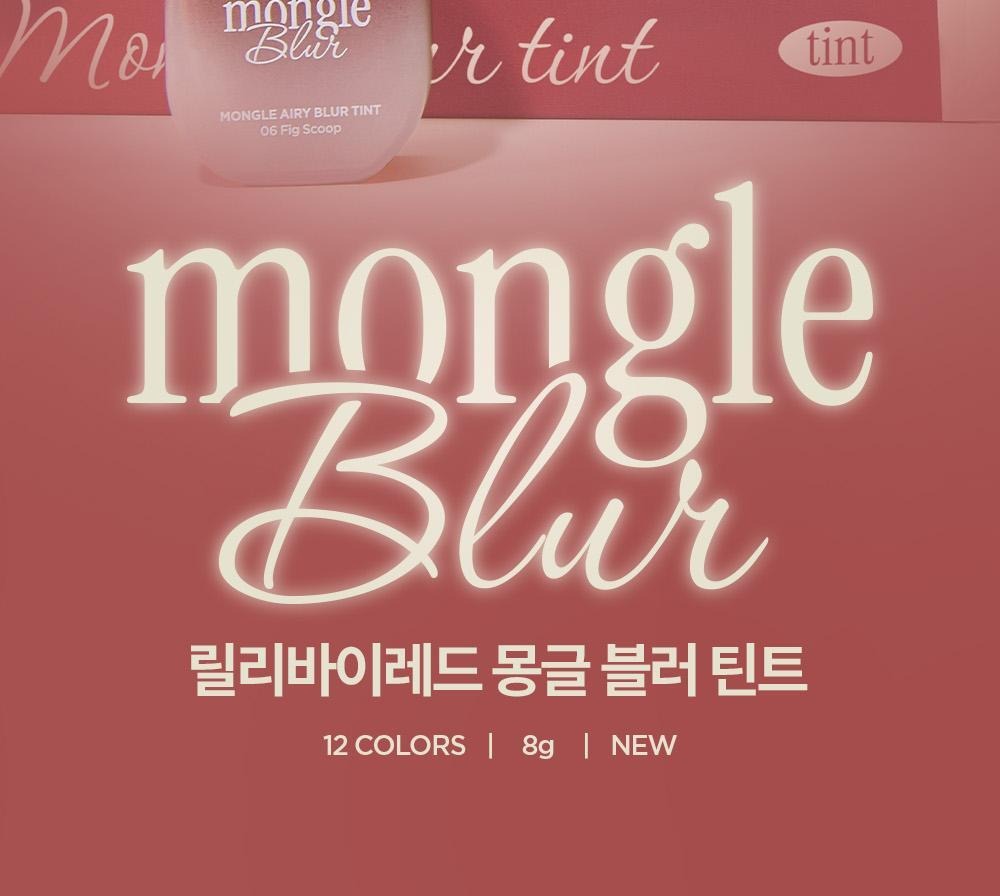 mongle
Blur
tint
tint
MONGLE AIRY BLUR TINT
06 Fig Scoop
mongle
Blur
릴리바이레드 몽글 블러 틴트
12 COLORS | 8g | NEW